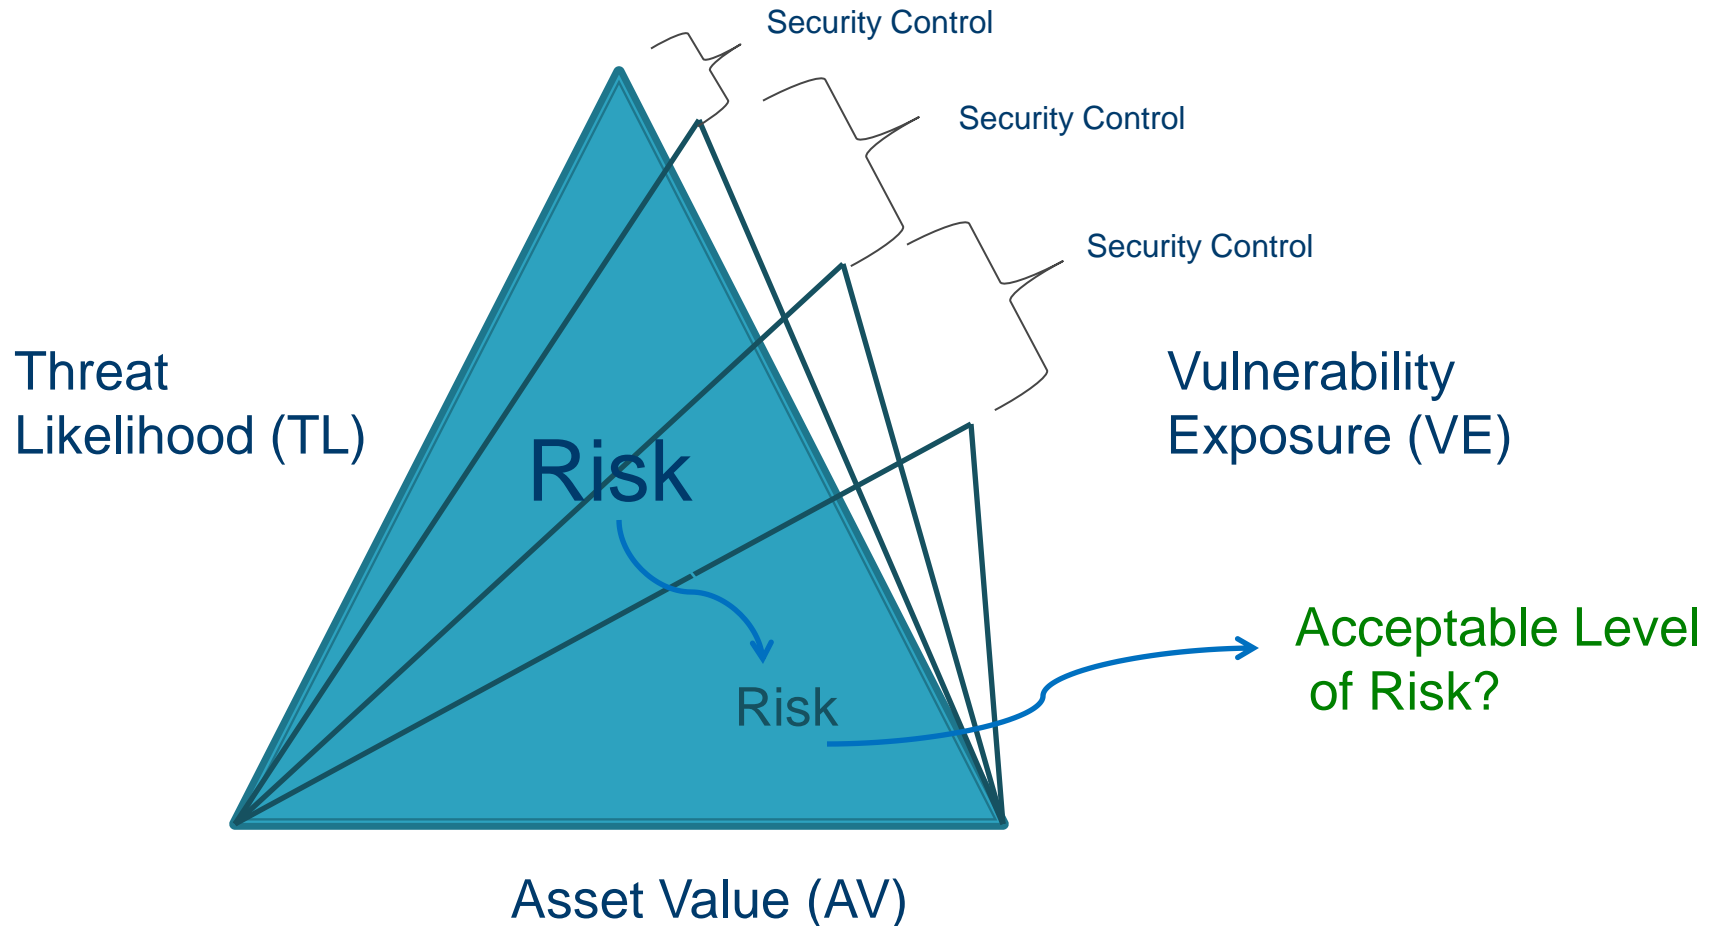 Security Control
Security Control
Security Control
Threat
Likelihood (TL)
Vulnerability
Exposure (VE)
Risk
Acceptable Level
of Risk?
Risk
Asset Value (AV)